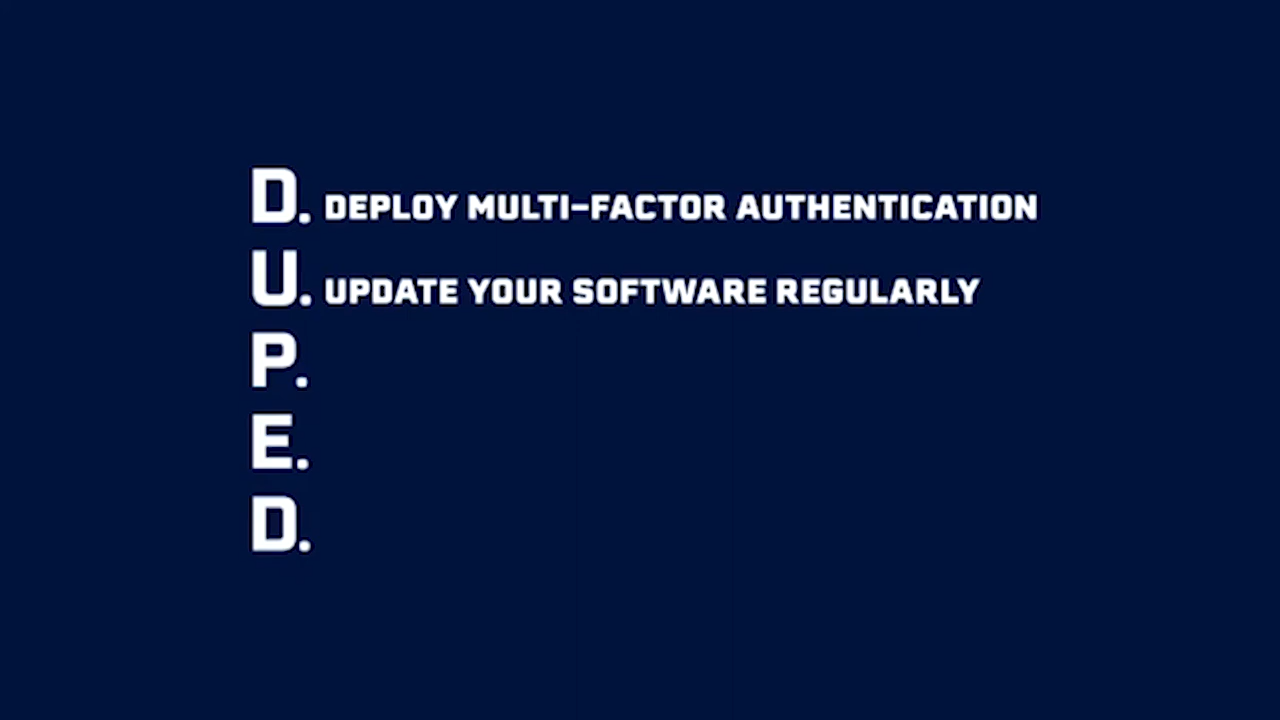 D. DEPLOY MULTI-FACTOR AUTHENTICATION
U. UPDATE YOUR SOFTWARE REGULARLY
P.
E.
D.